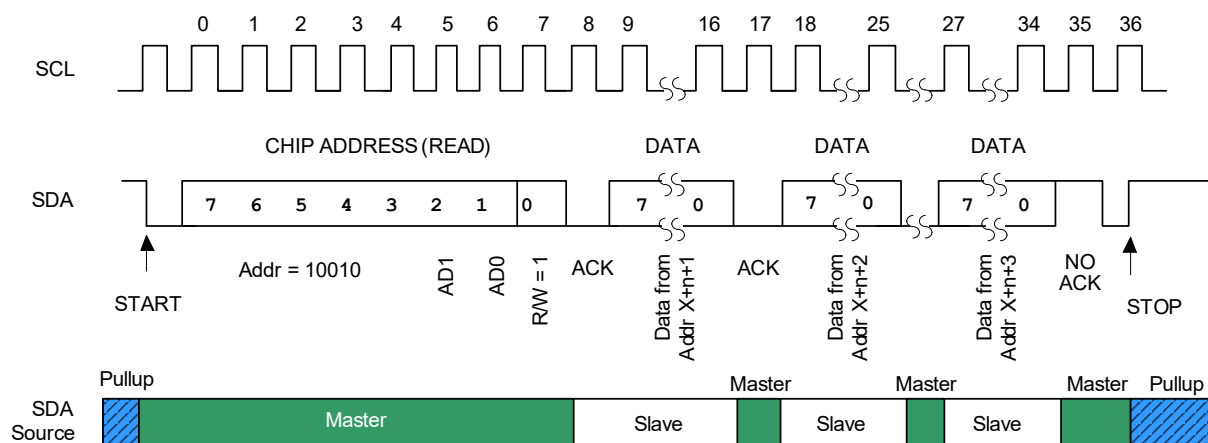 0 1 2 3 4 5 6 7 8 9 16 17 18 25 27 34 35 36
SCL
CHIP ADDRESS (READ) DATA DATA DATA
SDA 7 6 5 4 3 2 1 0 7 0 7 0 7 0
START
Addr = 10010
AD1
AD0
R/W = 1
ACK
Data from
Addr X+n+1
ACK
Data from
Addr X+n+2
Data from
Addr X+n+3
NO
ACK
STOP
Pullup Master Master Master Pullup
SDA
Source
Master Slave Slave Slave